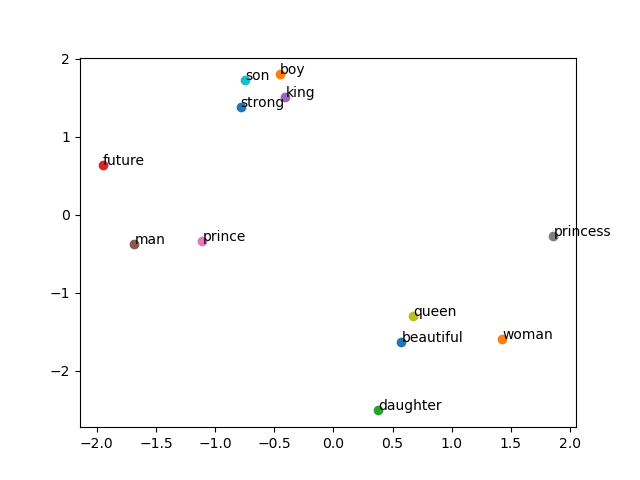 2
boy
son
king
strong
1
future
0
prince
princess
man
−1
queen
beautiful
woman
−2
daughter
−2.0 −1.5 −1.0 −0.5 0.0 0.5 1.0 1.5 2.0